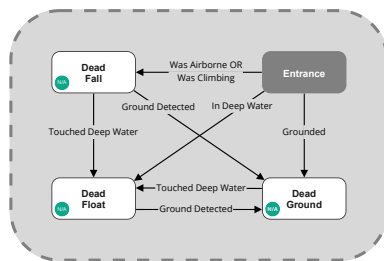 Dead
Fall
N/A
Was Airborne OR
Was Climbing
Entrance
Ground Detected
In Deep Water
Touched Deep Water
Grounded
Dead
Float
N/A
Touched Deep Water
Ground Detected
Dead
Ground
N/A